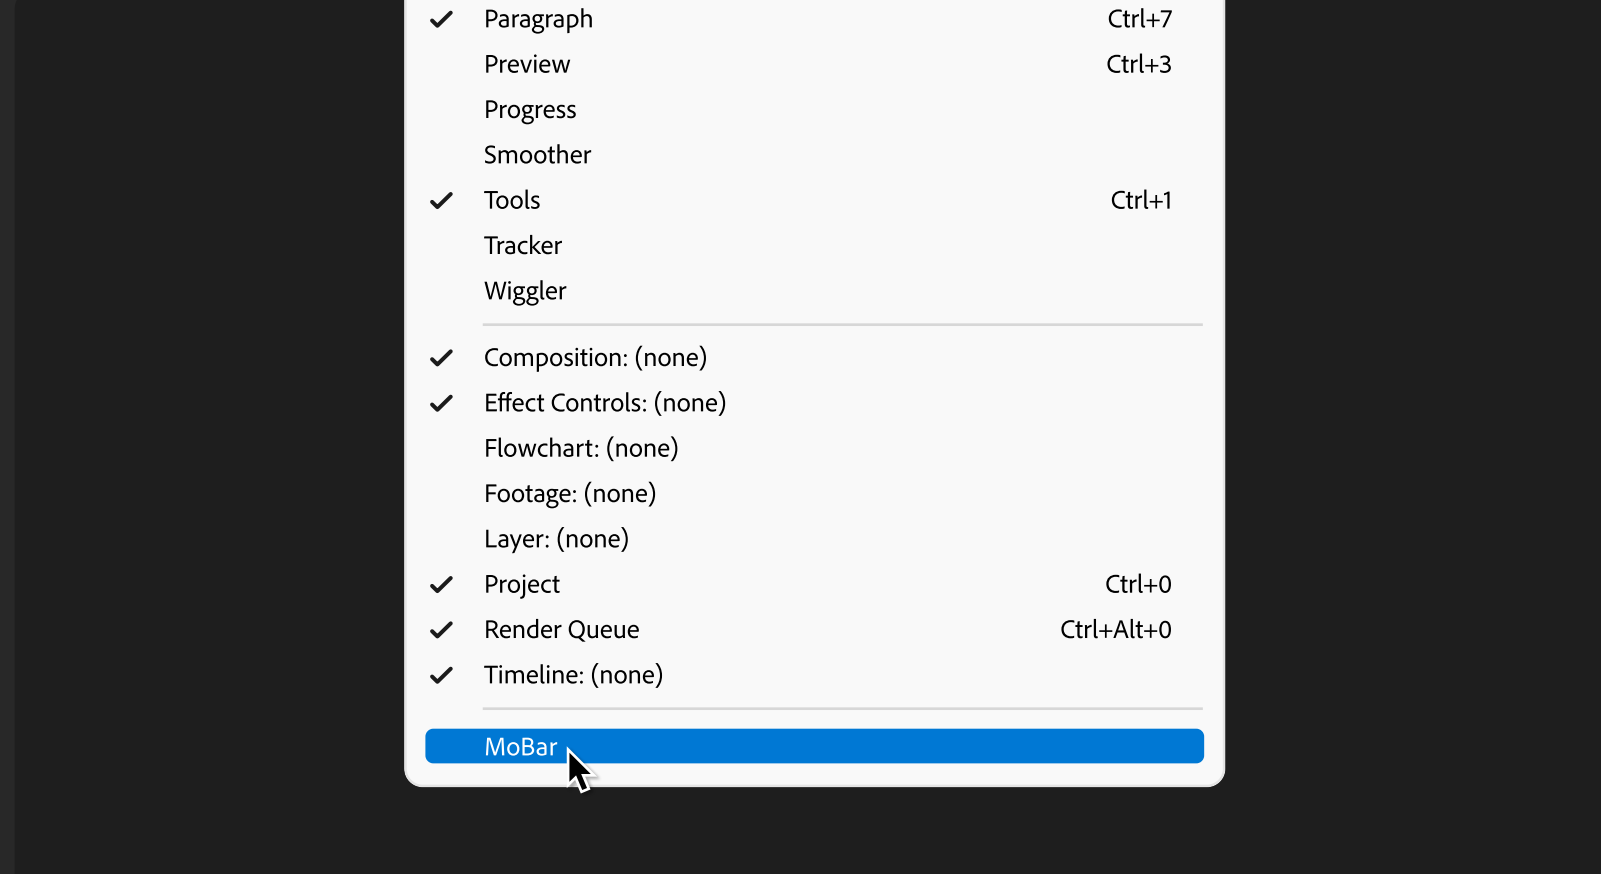 Paragraph Ctrl+7
Preview Ctrl+3
Progress
Smoother
Tools Ctrl+1
Tracker
Wiggler
Composition: (none)
Effect Controls: (none)
Flowchart: (none)
Footage: (none)
Layer: (none)
Project Ctrl+0
Render Queue Ctrl+Alt+0
Timeline: (none)
MoBar